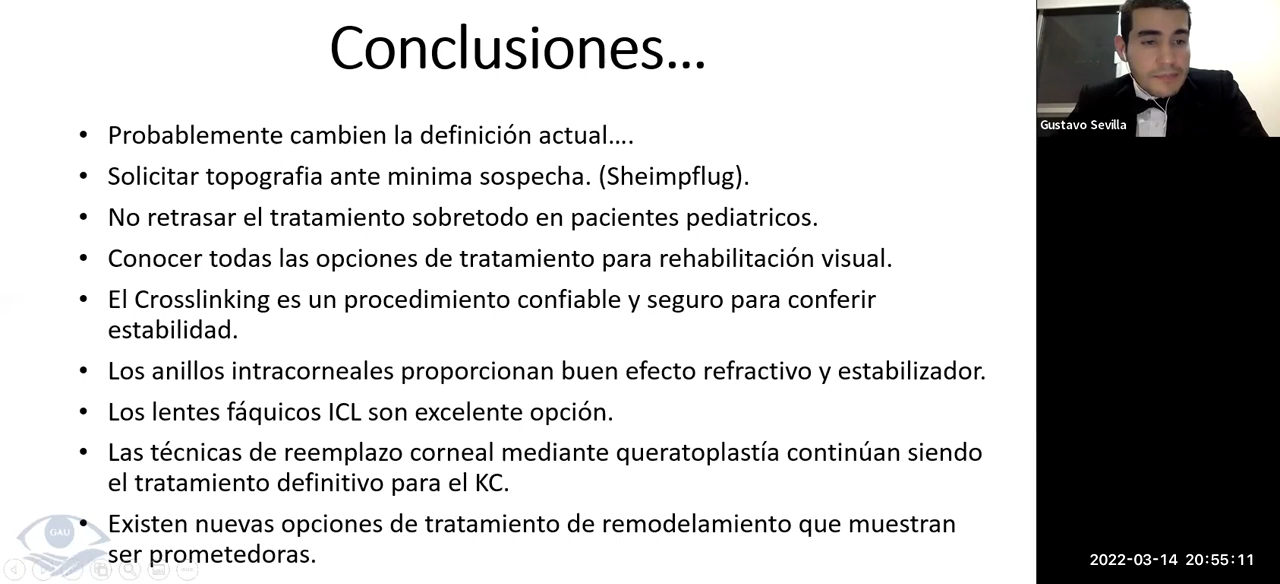 Conclusiones...
• Probablemente cambien la definición actual....
• Solicitar topografia ante minima sospecha. (Sheimpflug).
• No retrasar el tratamiento sobretodo en pacientes pediatricos.
• Conocer todas las opciones de tratamiento para rehabilitación visual.
• El Crosslinking es un procedimiento confiable y seguro para conferir
estabilidad.
• Los anillos intracorneales proporcionan buen efecto refractivo y estabilizador.
• Los lentes fáquicos ICL son excelente opción.
• Las técnicas de reemplazo corneal mediante queratoplastía continúan siendo
el tratamiento definitivo para el KC.
• Existen nuevas opciones de tratamiento de remodelamiento que muestran
ser prometedoras.
GAU
Gustavo Sevilla
2022-03-14 20:55:11